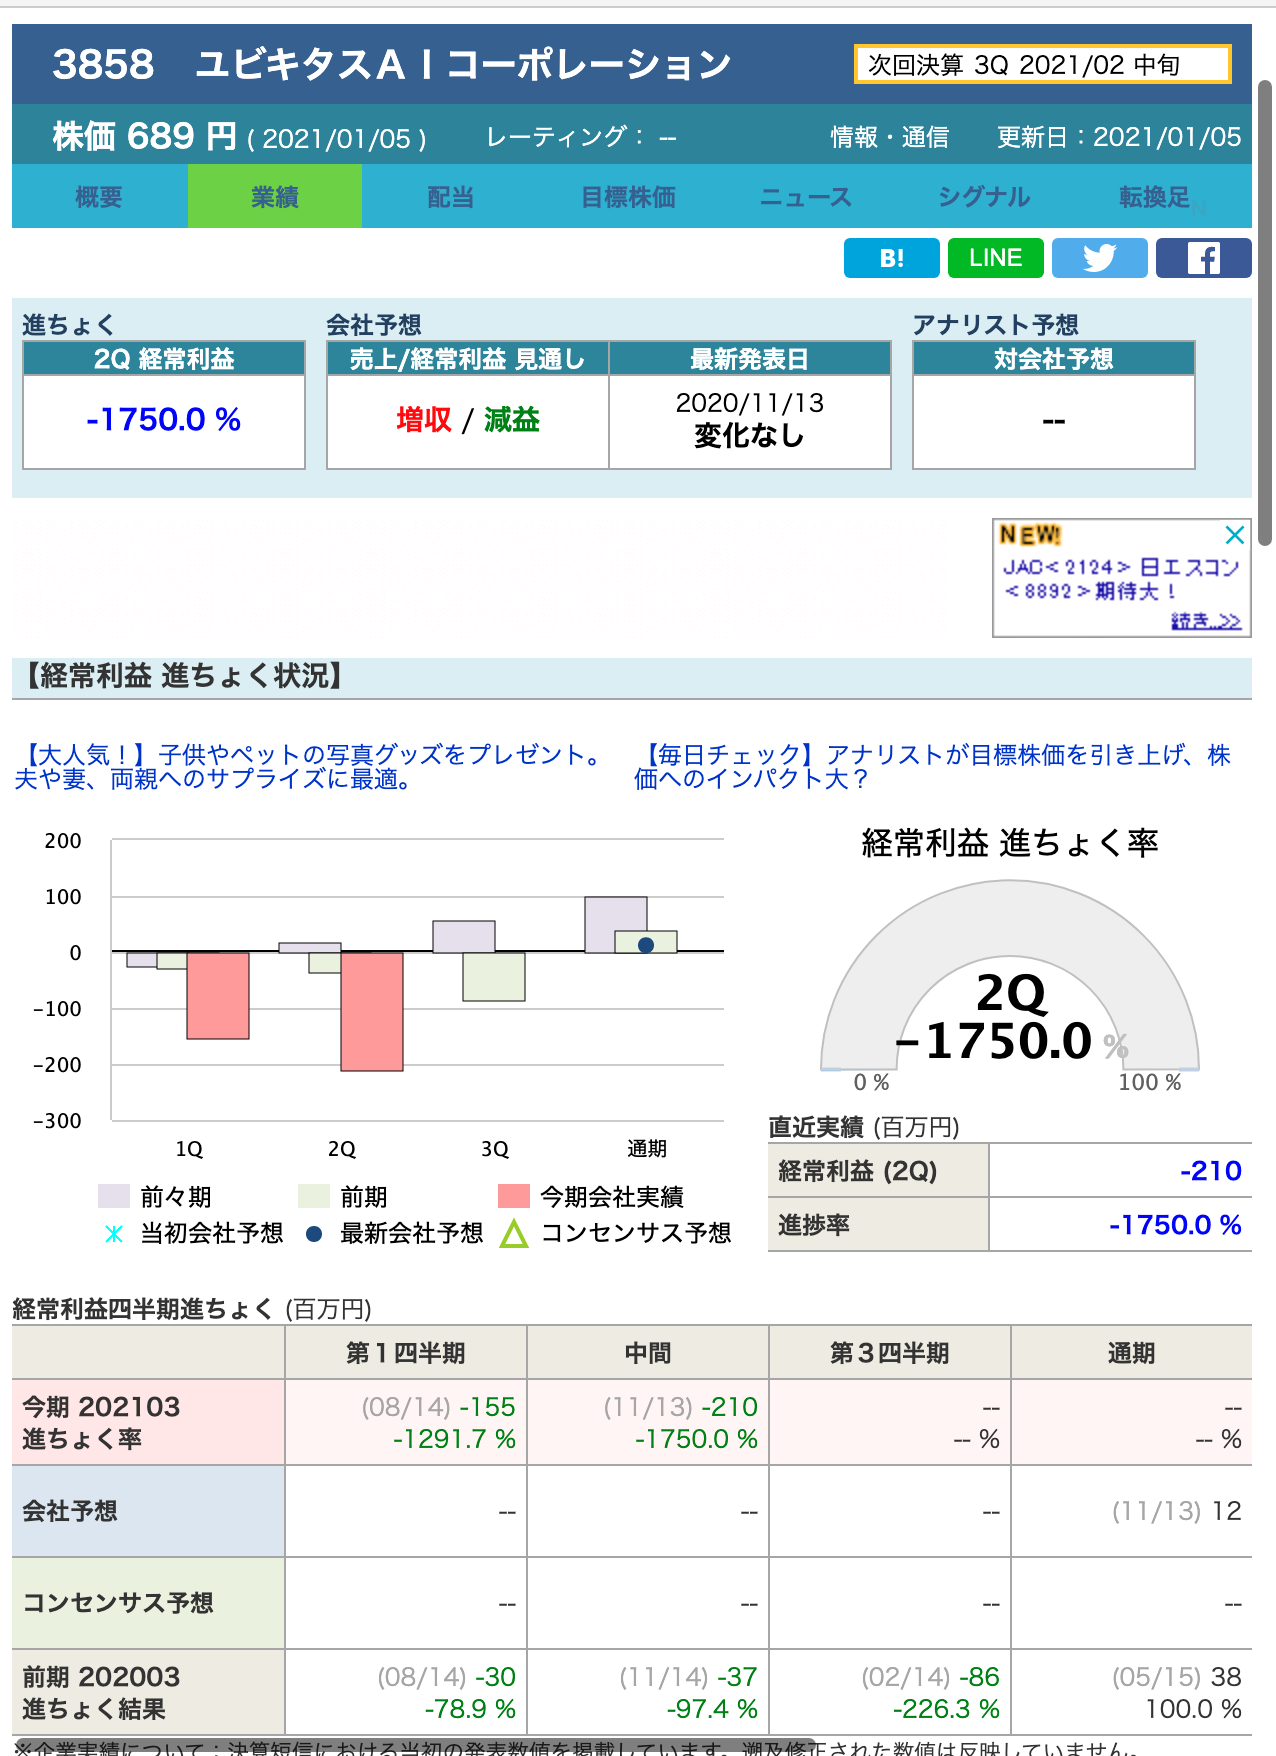 3858 ユビキタスAIコーポレーション
次回決算 3Q 2021/02 中旬
株価 689 円 ( 2021/01/05 ) レーティング： -- 情報・通信 更新日：2021/01/05
概要 業績 配当 目標株価 ニュース シグナル 転換足
B! LINE
進ちょく 会社予想 アナリスト予想
2Q 経常利益 売上/経常利益 見通し 最新発表日 対会社予想
-1750.0 % 増収 / 減益 2020/11/13 --
変化なし
NEW!
JAC<2124> 日エスコン
<8892>期待大！
続き..>>
【経常利益 進ちょく状況】
【大人気！】子供やペットの写真グッズをプレゼント。
夫や妻、両親へのサプライズに最適。
【毎日チェック】アナリストが目標株価を引き上げ、株
価へのインパクト大？
200
100
0
-100
-200
-300
1Q 2Q 3Q 通期
前々期 前期 今期会社実績
当初会社予想 最新会社予想 コンセンサス予想
経常利益 進ちょく率
2Q
-1750.0 %
0 % 100 %
直近実績 (百万円)
経常利益 (2Q) -210
進捗率 -1750.0 %
経常利益四半期進ちょく (百万円)
第１四半期 中間 第３四半期 通期
今期 202103 (08/14) -155 (11/13) -210 -- --
進ちょく率 -1291.7 % -1750.0 % -- % -- %
会社予想 -- -- -- (11/13) 12
コンセンサス予想 -- -- -- --
前期 202003 (08/14) -30 (11/14) -37 (02/14) -86 (05/15) 38
進ちょく結果 -78.9 % -97.4 % -226.3 % 100.0 %
※企業実績について：決算短信における当初の発表数値を掲載しています。遡及修正された数値は反映していません。